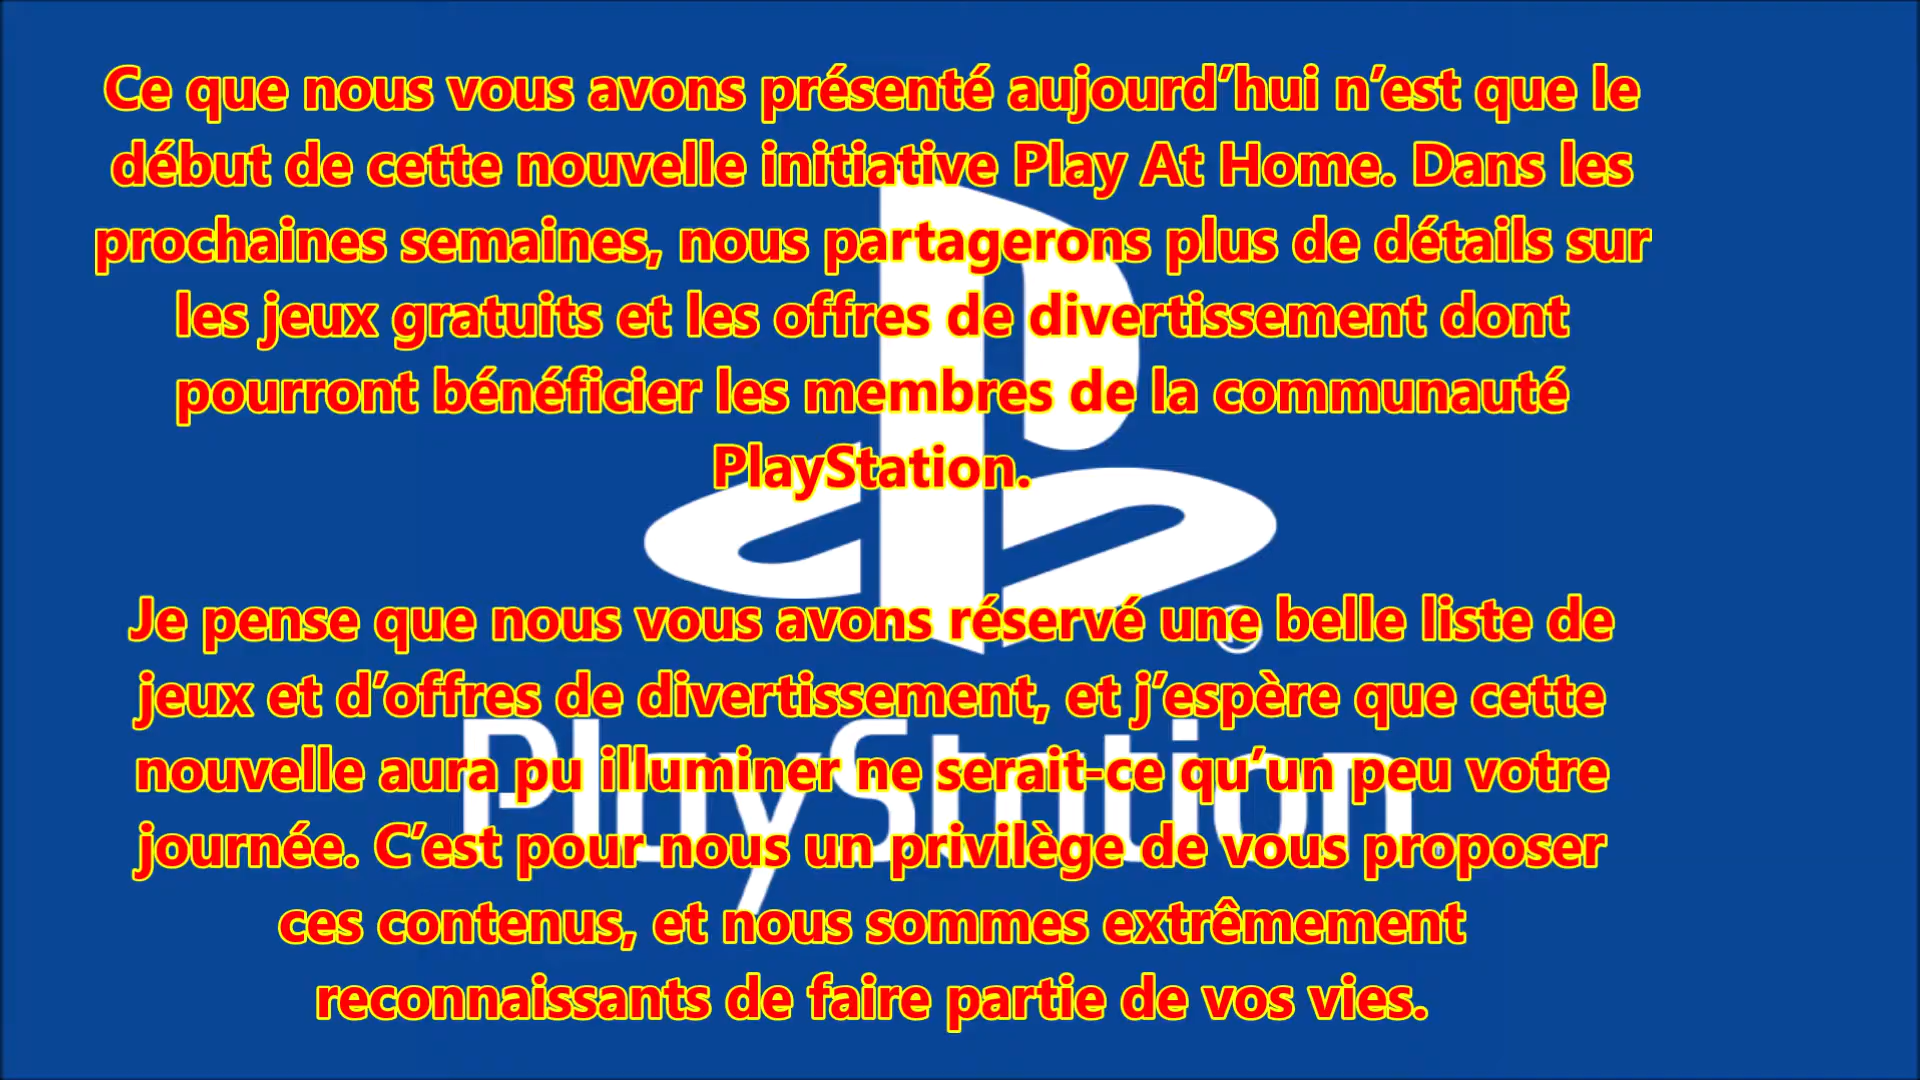 Ce que nous vous avons présenté aujourd’hui n’est que le
début de cette nouvelle initiative Play At Home. Dans les
prochaines semaines, nous partagerons plus de détails sur
les jeux gratuits et les offres de divertissement dont
pourront bénéficier les membres de la communauté
PlayStation.
Je pense que nous vous avons réservé une belle liste de
jeux et d’offres de divertissement, et j’espère que cette
nouvelle aura pu illuminer ne serait-ce qu’un peu votre
journée. C’est pour nous un privilège de vous proposer
ces contenus, et nous sommes extrêmement
reconnaissants de faire partie de vos vies.
PlayStation